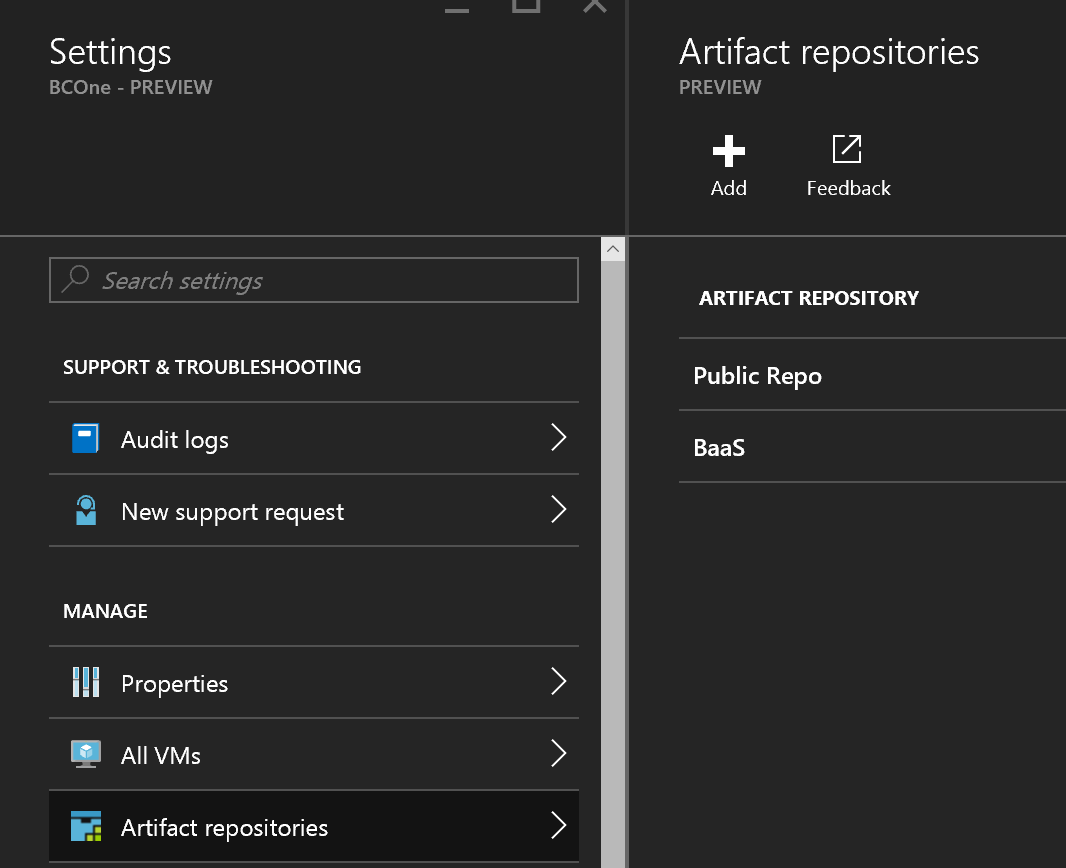 Settings
BCOne - PREVIEW
Search settings
SUPPORT & TROUBLESHOOTING
Audit logs
New support request
MANAGE
Properties
All VMs
Artifact repositories
Artifact repositories
PREVIEW
Add
Feedback
ARTIFACT REPOSITORY
Public Repo
BaaS